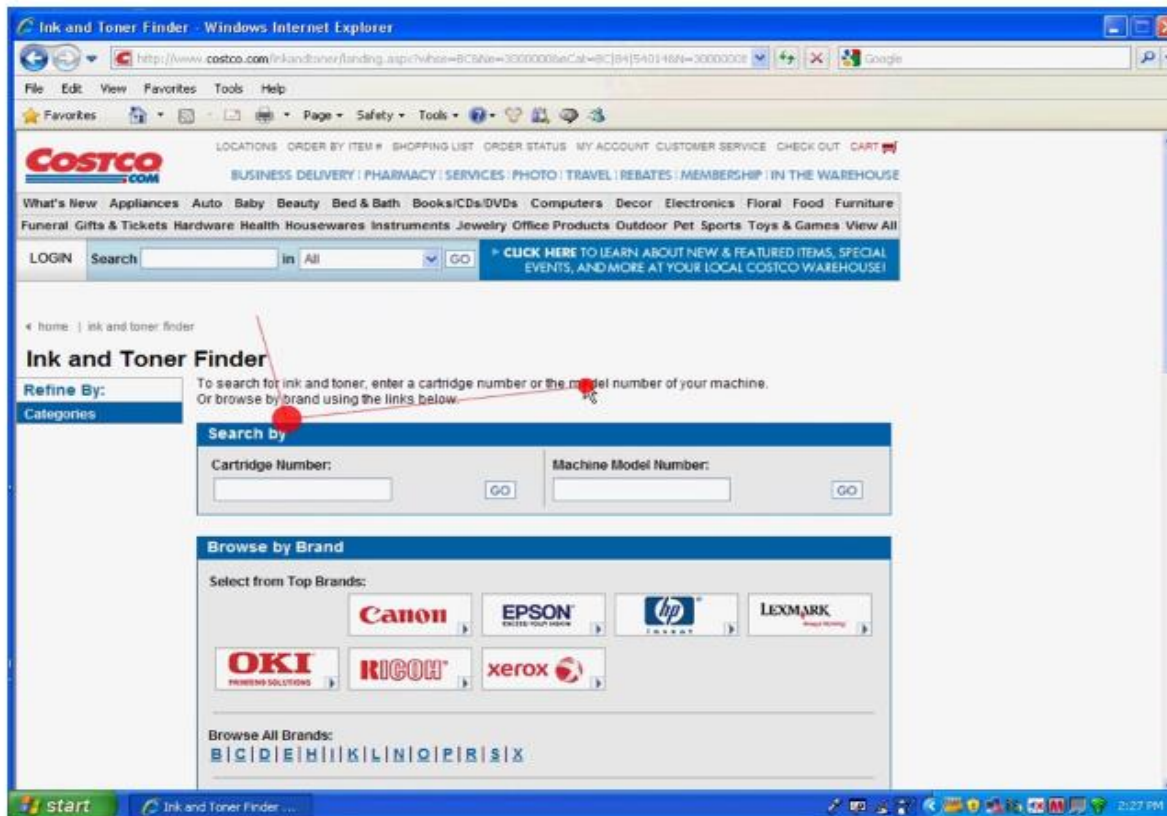 Ink and Toner Finder - Windows Internet Explorer
Google
File Edit View Favorites Tools Help
Favorites Page Safety Tools
COSTCO .COM
LOCATIONS ORDER BY ITEM # SHOPPING LIST ORDER STATUS MY ACCOUNT CUSTOMER SERVICE CHECK OUT CART
BUSINESS DELIVERY | PHARMACY | SERVICES | PHOTO | TRAVEL | REBATES | MEMBERSHIP | IN THE WAREHOUSE
What's New Appliances Auto Baby Beauty Bed & Bath Books/CDs/DVDs Computers Decor Electronics Floral Food Furniture
Funeral Gifts & Tickets Hardware Health Housewares Instruments Jewelry Office Products Outdoor Pet Sports Toys & Games View All
LOGIN Search in All GO CLICK HERE TO LEARN ABOUT NEW & FEATURED ITEMS, SPECIAL
EVENTS, AND MORE AT YOUR LOCAL COSTCO WAREHOUSE!
home | ink and toner finder
Ink and Toner Finder
Refine By:
Categories
To search for ink and toner, enter a cartridge number or the model number of your machine.
Or browse by brand using the links below.
Search by
Cartridge Number: Machine Model Number:
GO GO
Browse by Brand
Select from Top Brands:
Canon EPSON hp invent LEXMARK
OKI PRINTING SOLUTIONS RICOH xerox
Browse All Brands:
B | C | D | E | H | I | K | L | N | O | P | R | S | X
start Ink and Toner Finder ... 2:27 PM